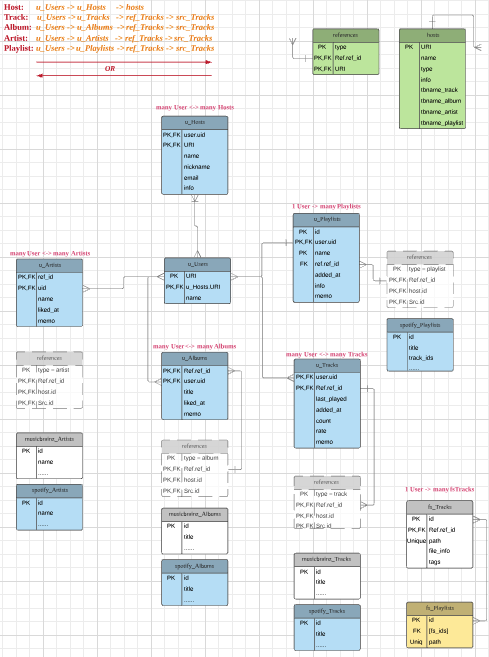 Host: u_Users -> u_Hosts -> hosts
Track: u_Users -> u_Tracks -> ref_Tracks -> src_Tracks
Album: u_Users -> u_Albums -> ref_Tracks -> src_Tracks
Artist: u_Users -> u_Artists -> ref_Tracks -> src_Tracks
Playlist: u_Users -> u_Playlists -> ref_Tracks -> src_Tracks
OR
references
PK type
PK,FK Ref.ref_id
PK,FK URI
hosts
PK URI
name
type
info
tbname_track
tbname_album
tbname_artist
tbname_playlist
many User <-> many Hosts
u_Hosts
PK,FK user.uid
PK,FK URI
name
nickname
email
info
1 User -> many Playlists
u_Playlists
PK id
PK,FK user.uid
PK name
FK ref.ref_id
added_at
info
memo
many User <-> many Artists
u_Artists
PK,FK ref_id
PK,FK uid
name
liked_at
memo
u_Users
PK URI
PK,FK u_Hosts.URI
name
references
PK type = playlist
PK,FK Ref.ref_id
PK,FK host.id
PK,FK Src.id
spotify_Playlists
PK id
title
track_ids
......
many User <-> many Albums
u_Albums
PK,FK Ref.ref_id
PK,FK user.uid
title
liked_at
memo
many User <-> many Tracks
u_Tracks
PK,FK user.uid
PK,FK Ref.ref_id
last_played
added_at
count
rate
memo
references
PK type = artist
PK,FK Ref.ref_id
PK,FK host.id
PK,FK Src.id
musicbrainz_Artists
PK id
name
......
spotify_Artists
PK id
name
......
references
PK type = album
PK,FK Ref.ref_id
PK,FK host.id
PK,FK Src.id
musicbrainz_Albums
PK id
title
......
spotify_Albums
PK id
title
......
references
PK type = track
PK,FK Ref.ref_id
PK,FK host.id
PK,FK Src.id
musicbrainz_Tracks
PK id
title
......
spotify_Tracks
PK id
title
......
1 User -> many fsTracks
fs_Tracks
PK id
PK,FK Ref.ref_id
Unique path
file_info
tags
fs_Playlists
PK id
FK [fs_ids]
Uniq path